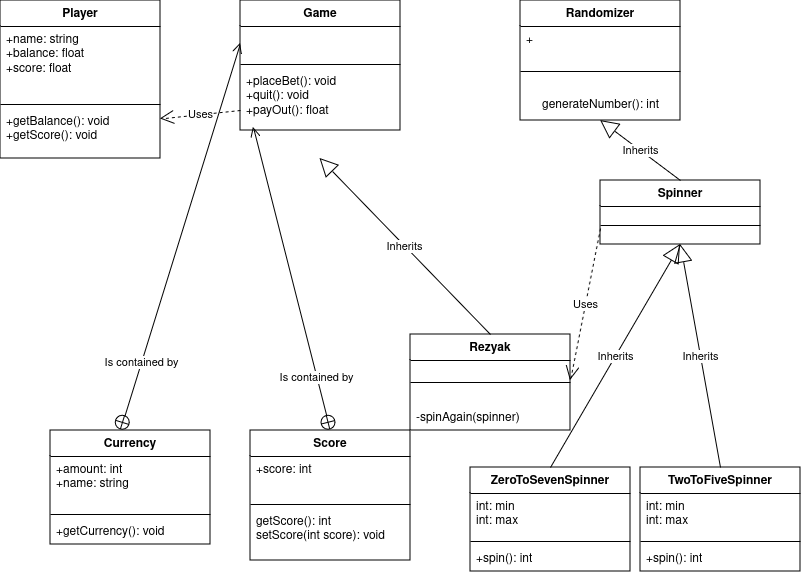 Player
+name: string
+balance: float
+score: float
+getBalance(): void
+getScore(): void
Game
+placeBet(): void
+quit(): void
+payOut(): float
Uses
Randomizer
+
generateNumber(): int
Inherits
Spinner
Inherits
Uses
Rezyak
-spinAgain(spinner)
Inherits
Inherits
Is contained by
Is contained by
Currency
+amount: int
+name: string
+getCurrency(): void
Score
+score: int
getScore(): int
setScore(int score): void
ZeroToSevenSpinner
int: min
int: max
+spin(): int
TwoToFiveSpinner
int: min
int: max
+spin(): int